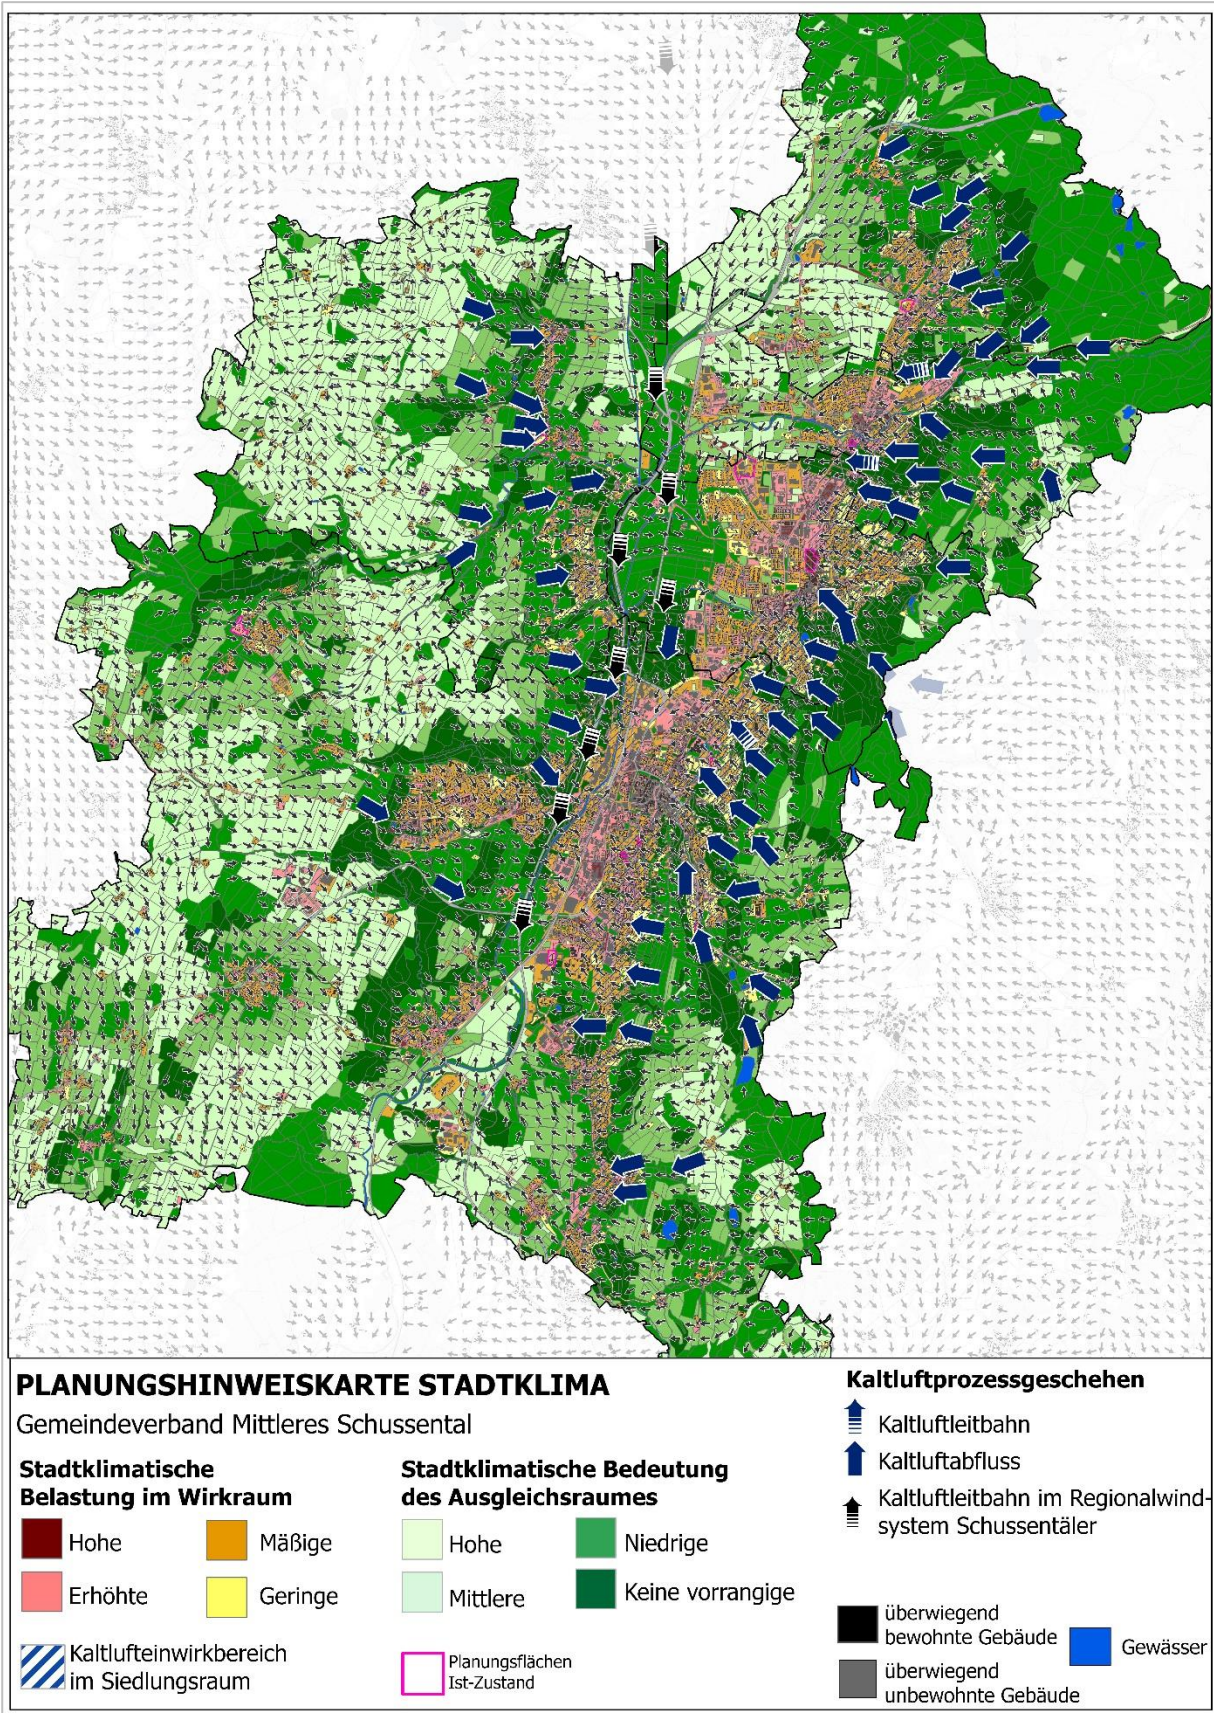 PLANUNGSHINWEISKARTE STADTKLIMA
Gemeindeverband Mittleres Schussental
Stadtklimatische
Belastung im Wirkraum
Hohe
Mäßige
Erhöhte
Geringe
Kaltlufteinwirkbereich
im Siedlungsraum
Stadtklimatische Bedeutung
des Ausgleichsraumes
Hohe
Niedrige
Mittlere
Keine vorrangige
Planungsflächen
Ist-Zustand
Kaltluftprozessgeschehen
Kaltluftleitbahn
Kaltluftabfluss
Kaltluftleitbahn im Regionalwind-
system Schussentäler
überwiegend
bewohnte Gebäude
Gewässer
überwiegend
unbewohnte Gebäude